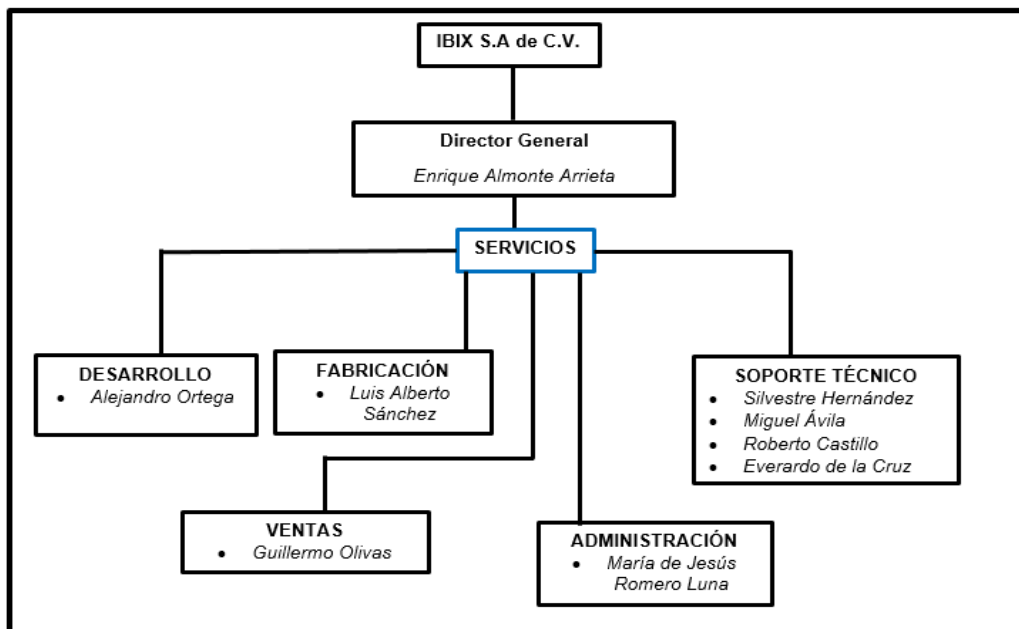 IBIX S.A de C.V.
Director General
Enrique Almonte Arrieta
SERVICIOS
DESARROLLO
• Alejandro Ortega
FABRICACIÓN
• Luis Alberto
Sánchez
SOPORTE TÉCNICO
• Silvestre Hernández
• Miguel Ávila
• Roberto Castillo
• Everardo de la Cruz
VENTAS
• Guillermo Olivas
ADMINISTRACIÓN
• María de Jesús
Romero Luna